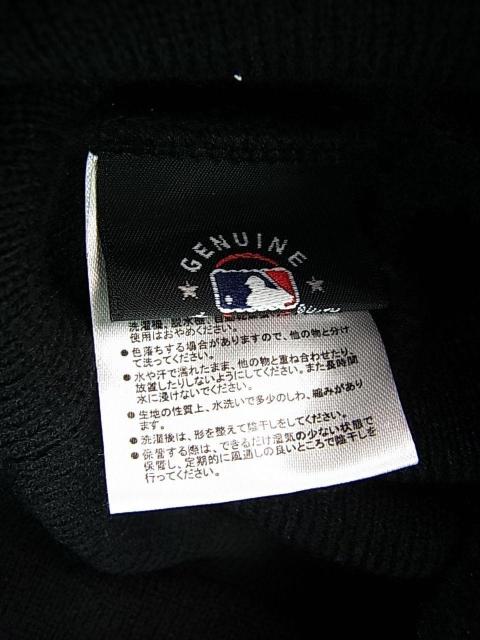 GENUINE
洗濯機、脱水機
使用はおやめください。
●色落ちする場合がありますので、他の物と分け
て洗ってください。
●水や汗で濡れたまま、他の物と重ね合わせたり、
放置したりしないようにしてください。また長時間
水に浸けないでください。
●生地の性質上、水洗いで多少のしわ、縮みがあり
ます。
●洗濯後は、形を整えて陰干しをしてください。
●保管する際は、できるだけ湿気の少ない状態で
保管し、定期的に風通しの良いところで陰干しを
行ってください。